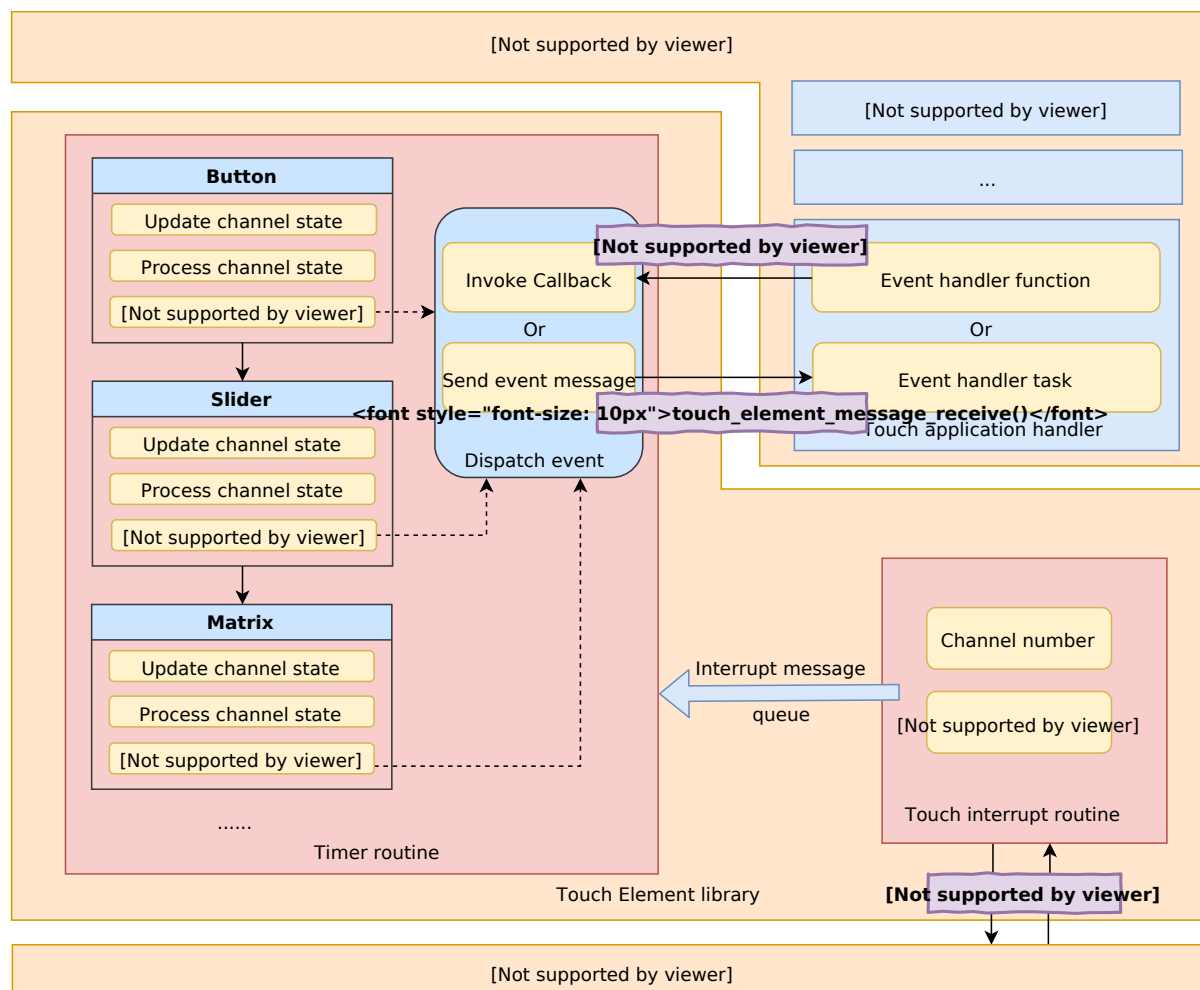 [Not supported by viewer]
[Not supported by viewer]
...
Button
Update channel state
Process channel state
[Not supported by viewer]
[Not supported by viewer]
Invoke Callback
Event handler function
Or
Or
Send event message
Event handler task
<font style="font-size: 10px">touch_element_message_receive()</font>
Touch application handler
Dispatch event
Slider
Update channel state
Process channel state
[Not supported by viewer]
Matrix
Update channel state
Process channel state
[Not supported by viewer]
......
Timer routine
Interrupt message
queue
Channel number
[Not supported by viewer]
Touch interrupt routine
[Not supported by viewer]
Touch Element library
[Not supported by viewer]